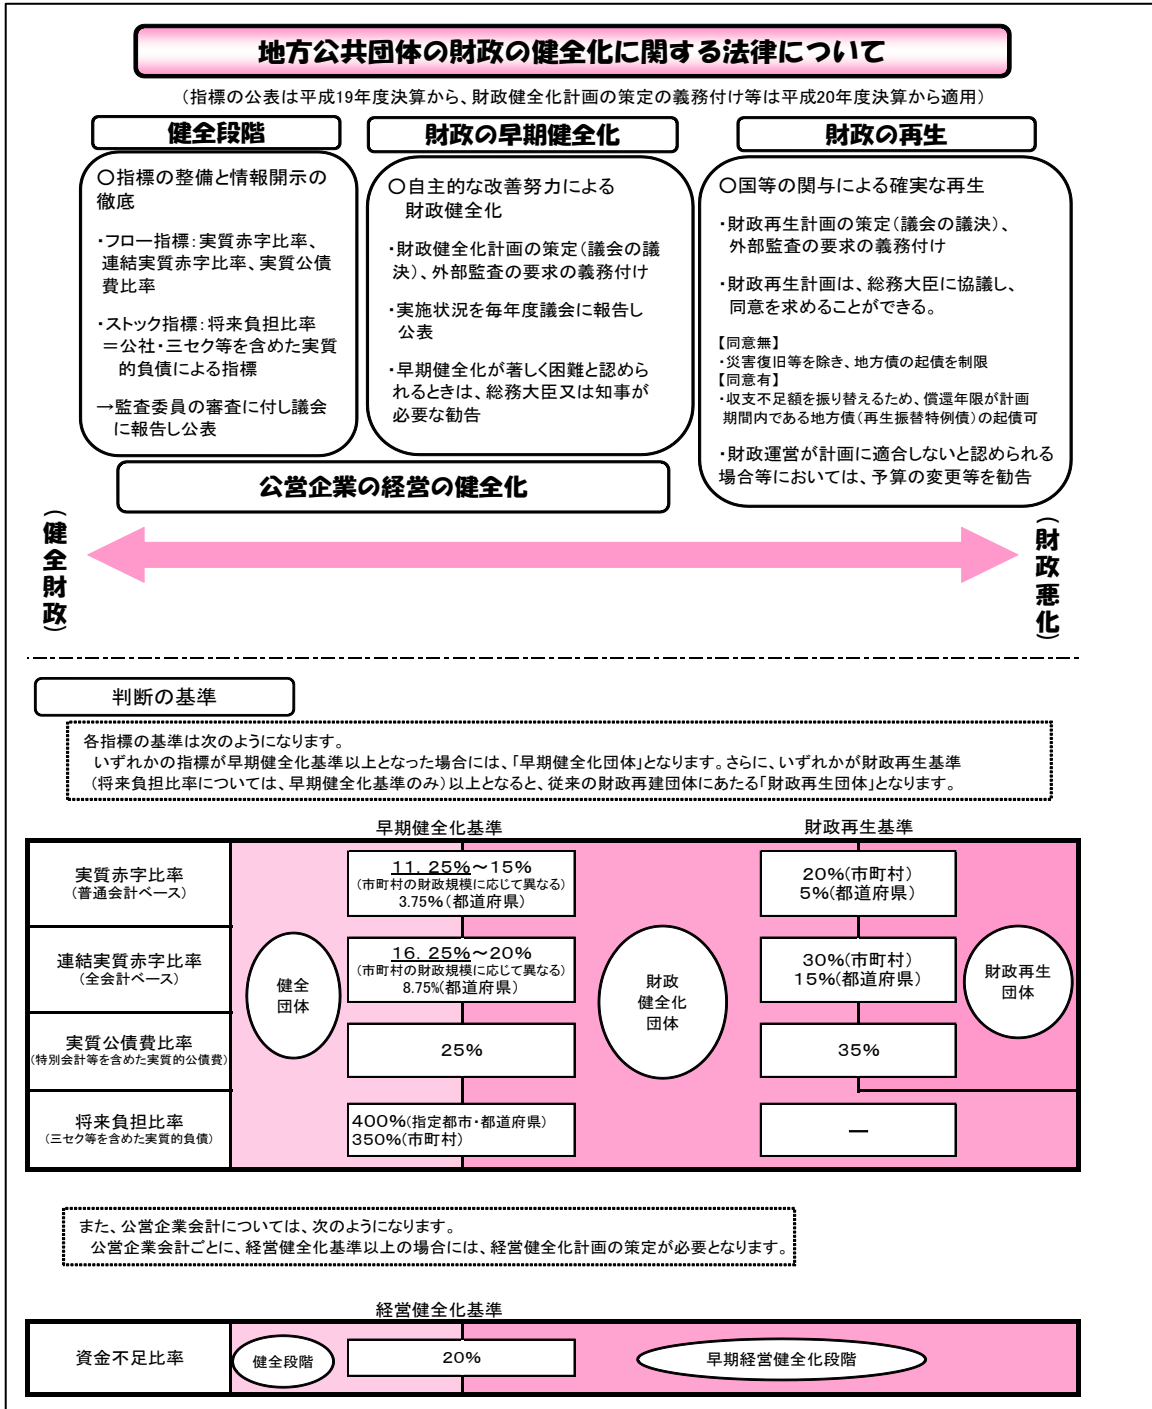 地方公共団体の財政の健全化に関する法律について
（指標の公表は平成19年度決算から、財政健全化計画の策定の義務付け等は平成20年度決算から適用）
健全段階
○指標の整備と情報開示の
徹底
・フロー指標：実質赤字比率、
連結実質赤字比率、実質公債
費比率
・ストック指標：将来負担比率
＝公社・三セク等を含めた実質
的負債による指標
→監査委員の審査に付し議会
に報告し公表
財政の早期健全化
○自主的な改善努力による
財政健全化
・財政健全化計画の策定（議会の議
決）、外部監査の要求の義務付け
・実施状況を毎年度議会に報告し
公表
・早期健全化が著しく困難と認めら
れるときは、総務大臣又は知事が
必要な勧告
財政の再生
○国等の関与による確実な再生
・財政再生計画の策定（議会の議決）、
外部監査の要求の義務付け
・財政再生計画は、総務大臣に協議し、
同意を求めることができる。
【同意無】
・災害復旧等を除き、地方債の起債を制限
【同意有】
・収支不足額を振り替えるため、償還年限が計画
期間内である地方債（再生振替特例債）の起債可
・財政運営が計画に適合しないと認められる
場合等においては、予算の変更等を勧告
公営企業の経営の健全化
（健全財政）
（財政悪化）
判断の基準
各指標の基準は次のようになります。
いずれかの指標が早期健全化基準以上となった場合には、「早期健全化団体」となります。さらに、いずれかが財政再生基準
（将来負担比率については、早期健全化基準のみ）以上となると、従来の財政再建団体にあたる「財政再生団体」となります。
早期健全化基準
財政再生基準
実質赤字比率
（普通会計ベース）
11．25%～15%
（市町村の財政規模に応じて異なる）
3.75%（都道府県）
20%（市町村）
5%（都道府県）
連結実質赤字比率
（全会計ベース）
16．25%～20%
（市町村の財政規模に応じて異なる）
8.75%（都道府県）
30%（市町村）
15%（都道府県）
健全
団体
財政
健全化
団体
財政再生
団体
実質公債費比率
（特別会計等を含めた実質的公債費）
25%
35%
将来負担比率
（三セク等を含めた実質的負債）
400%（指定都市・都道府県）
350%（市町村）
―
また、公営企業会計については、次のようになります。
公営企業会計ごとに、経営健全化基準以上の場合には、経営健全化計画の策定が必要となります。
経営健全化基準
資金不足比率
健全段階
20%
早期経営健全化段階